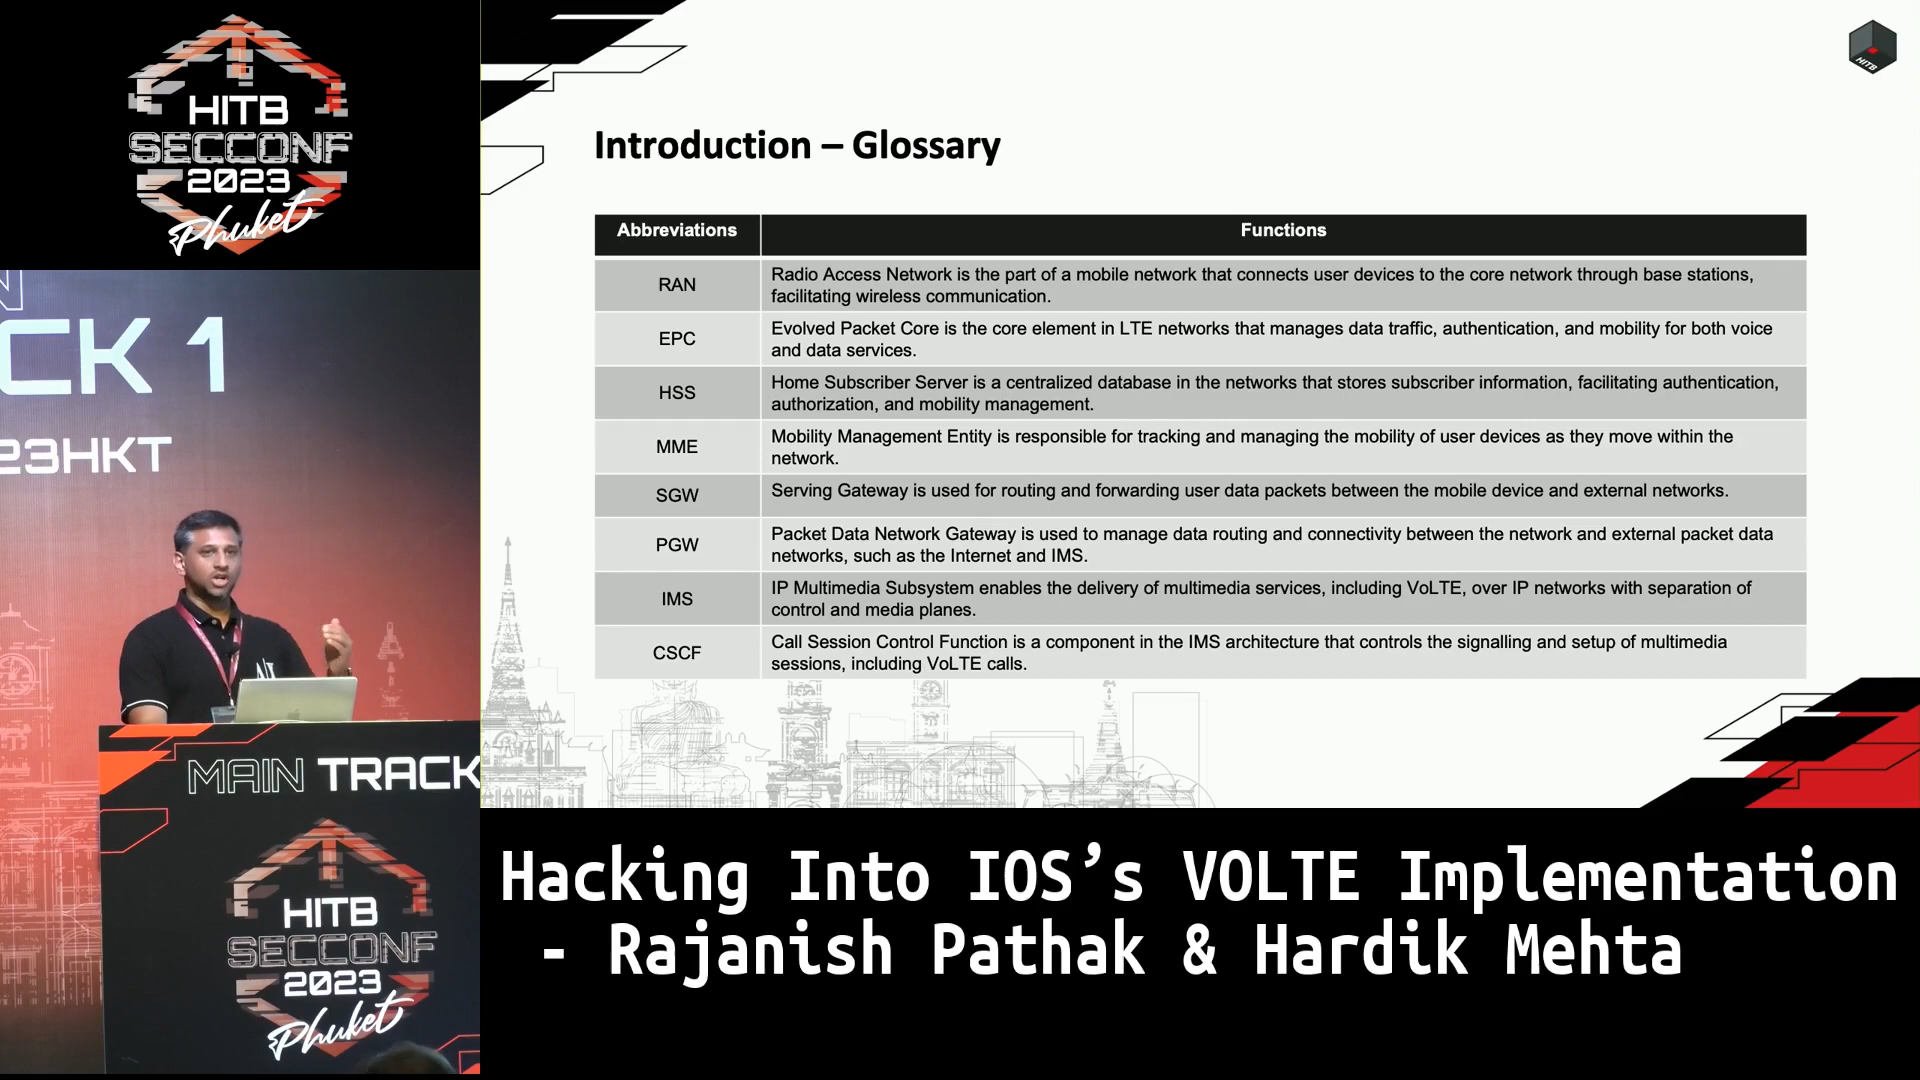 HITB
SECCONF
2023
Phuket
CK 1
23HKT
MAIN TRACK
HITB
SECCONF
2023
Phuket
HITB
Introduction – Glossary
Abbreviations Functions
RAN Radio Access Network is the part of a mobile network that connects user devices to the core network through base stations,
facilitating wireless communication.
EPC Evolved Packet Core is the core element in LTE networks that manages data traffic, authentication, and mobility for both voice
and data services.
HSS Home Subscriber Server is a centralized database in the networks that stores subscriber information, facilitating authentication,
authorization, and mobility management.
MME Mobility Management Entity is responsible for tracking and managing the mobility of user devices as they move within the
network.
SGW Serving Gateway is used for routing and forwarding user data packets between the mobile device and external networks.
PGW Packet Data Network Gateway is used to manage data routing and connectivity between the network and external packet data
networks, such as the Internet and IMS.
IMS IP Multimedia Subsystem enables the delivery of multimedia services, including VoLTE, over IP networks with separation of
control and media planes.
CSCF Call Session Control Function is a component in the IMS architecture that controls the signalling and setup of multimedia
sessions, including VoLTE calls.
Hacking Into IOS’s VOLTE Implementation
- Rajanish Pathak & Hardik Mehta